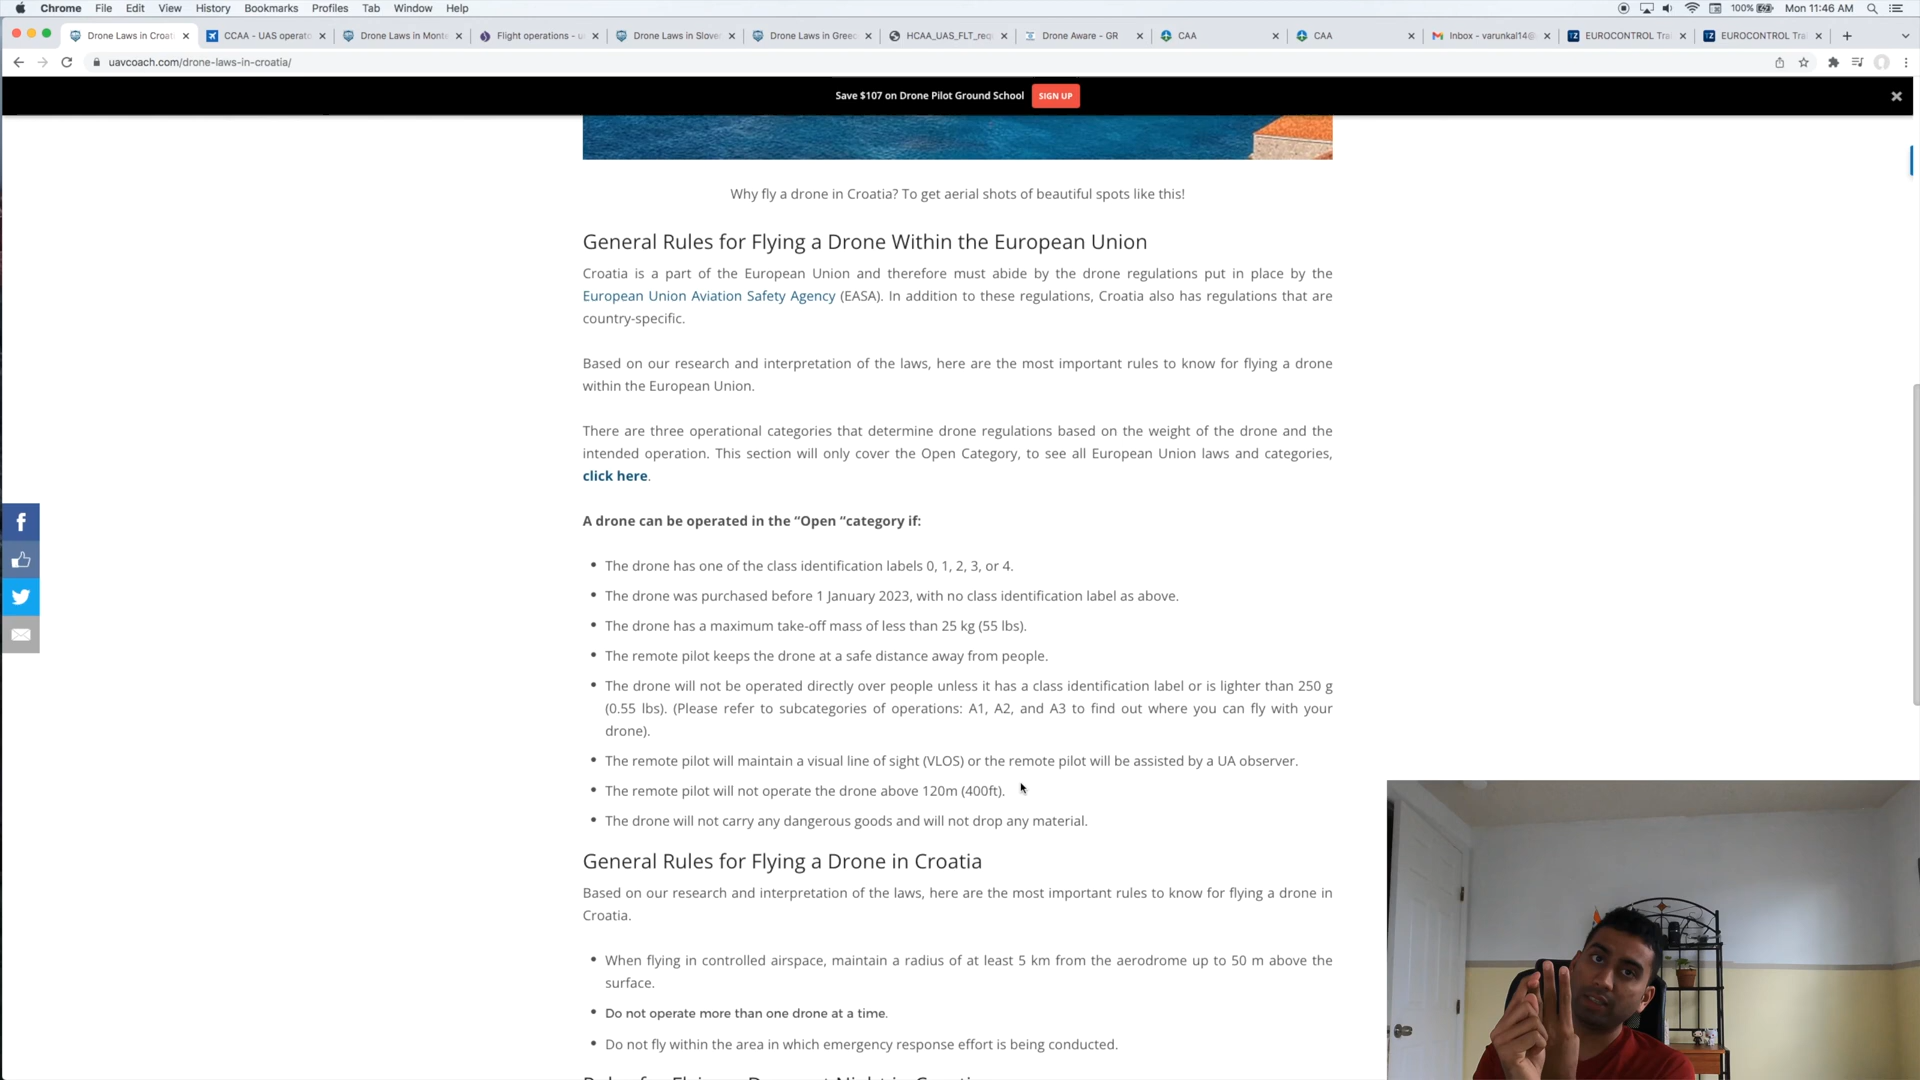 Chrome File Edit View History Bookmarks Profiles Tab Window Help 100% Mon 11:46 AM
Drone Laws in Croat CCAA - UAS operato Drone Laws in Monte Flight operations - u Drone Laws in Slover Drone Laws in Greec HCAA_UAS_FLT_req Drone Aware - GR CAA CAA Inbox - varunkal14@ EUROCONTROL Tra EUROCONTROL Tra
uavcoach.com/drone-laws-in-croatia/
Save $107 on Drone Pilot Ground School SIGN UP
Why fly a drone in Croatia? To get aerial shots of beautiful spots like this!
General Rules for Flying a Drone Within the European Union
Croatia is a part of the European Union and therefore must abide by the drone regulations put in place by the
European Union Aviation Safety Agency (EASA). In addition to these regulations, Croatia also has regulations that are
country-specific.
Based on our research and interpretation of the laws, here are the most important rules to know for flying a drone
within the European Union.
There are three operational categories that determine drone regulations based on the weight of the drone and the
intended operation. This section will only cover the Open Category, to see all European Union laws and categories,
click here.
A drone can be operated in the “Open “category if:
• The drone has one of the class identification labels 0, 1, 2, 3, or 4.
• The drone was purchased before 1 January 2023, with no class identification label as above.
• The drone has a maximum take-off mass of less than 25 kg (55 lbs).
• The remote pilot keeps the drone at a safe distance away from people.
• The drone will not be operated directly over people unless it has a class identification label or is lighter than 250 g
(0.55 lbs). (Please refer to subcategories of operations: A1, A2, and A3 to find out where you can fly with your
drone).
• The remote pilot will maintain a visual line of sight (VLOS) or the remote pilot will be assisted by a UA observer.
• The remote pilot will not operate the drone above 120m (400ft).
• The drone will not carry any dangerous goods and will not drop any material.
General Rules for Flying a Drone in Croatia
Based on our research and interpretation of the laws, here are the most important rules to know for flying a drone in
Croatia.
• When flying in controlled airspace, maintain a radius of at least 5 km from the aerodrome up to 50 m above the
surface.
• Do not operate more than one drone at a time.
• Do not fly within the area in which emergency response effort is being conducted.